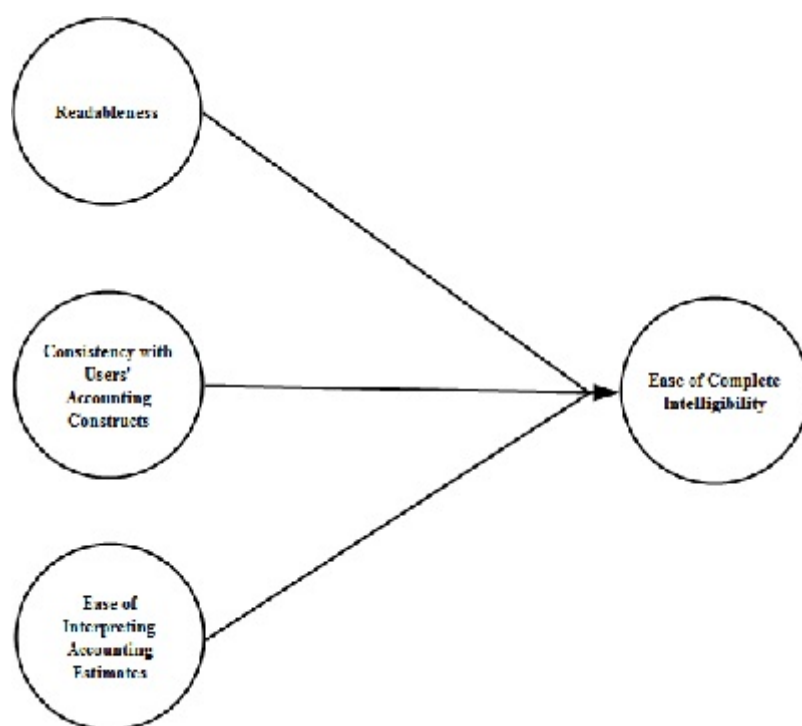 Readableness
Consistency with
Users'
Accounting
Constructs
Ease of Complete
Intelligibility
Ease of
Interpreting
Accounting
Estimates